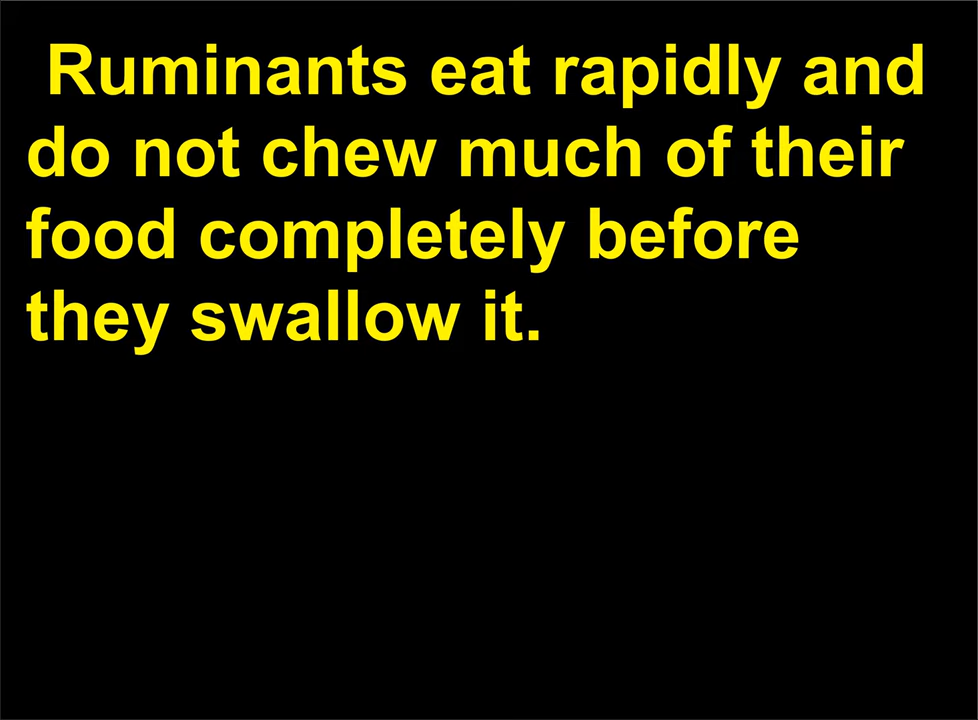 Ruminants eat rapidly and
do not chew much of their
food completely before
they swallow it.